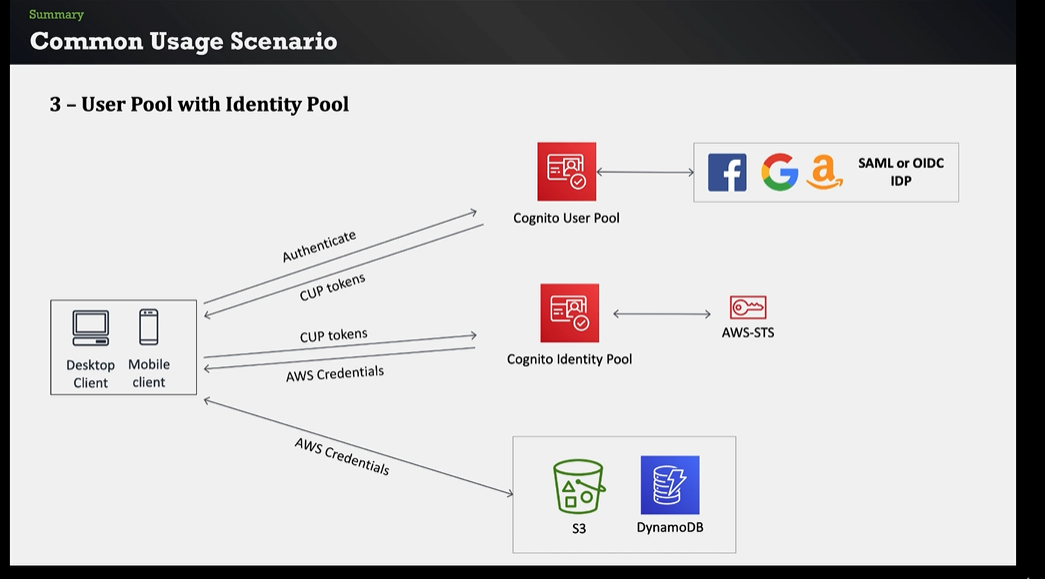 Summary
Common Usage Scenario
3 – User Pool with Identity Pool
SAML or OIDC
IDP
Cognito User Pool
Authenticate
CUP tokens
Desktop
Client
Mobile
client
CUP tokens
AWS Credentials
Cognito Identity Pool
AWS-STS
AWS Credentials
S3
DynamoDB